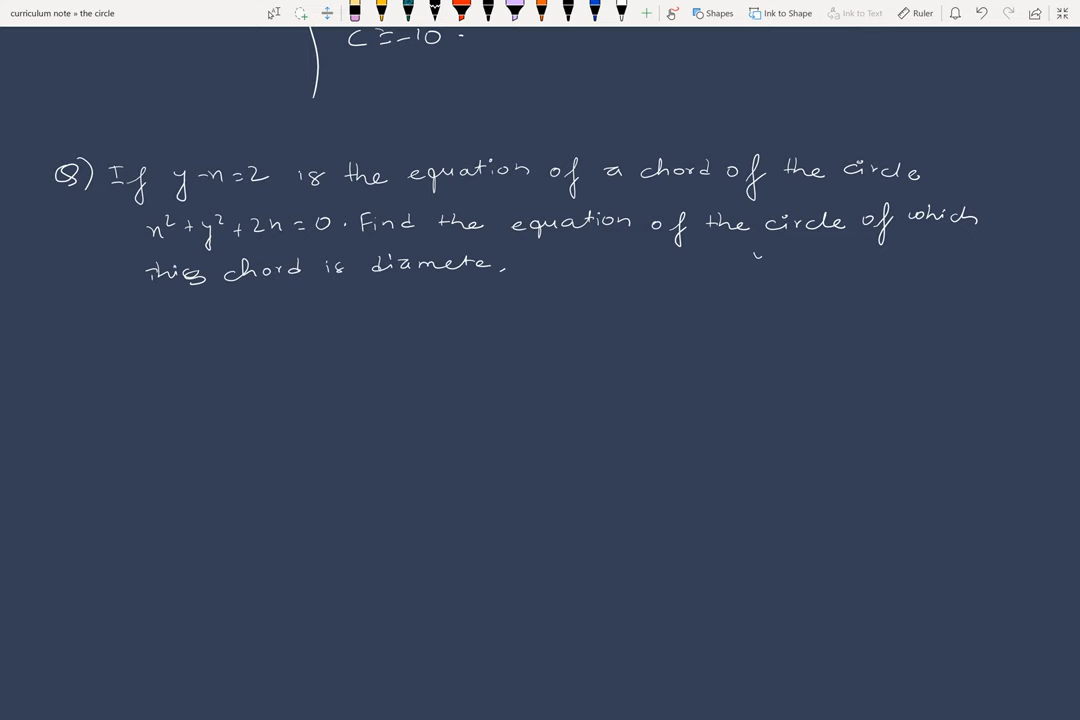 curriculum note » the circle
Shapes
Ink to Shape
Ink to Text
Ruler
C = -10 .
Q) If y-x=2 is the equation of a chord of the circle
x²+y²+2x=0. Find the equation of the circle of which
this chord is diamete.